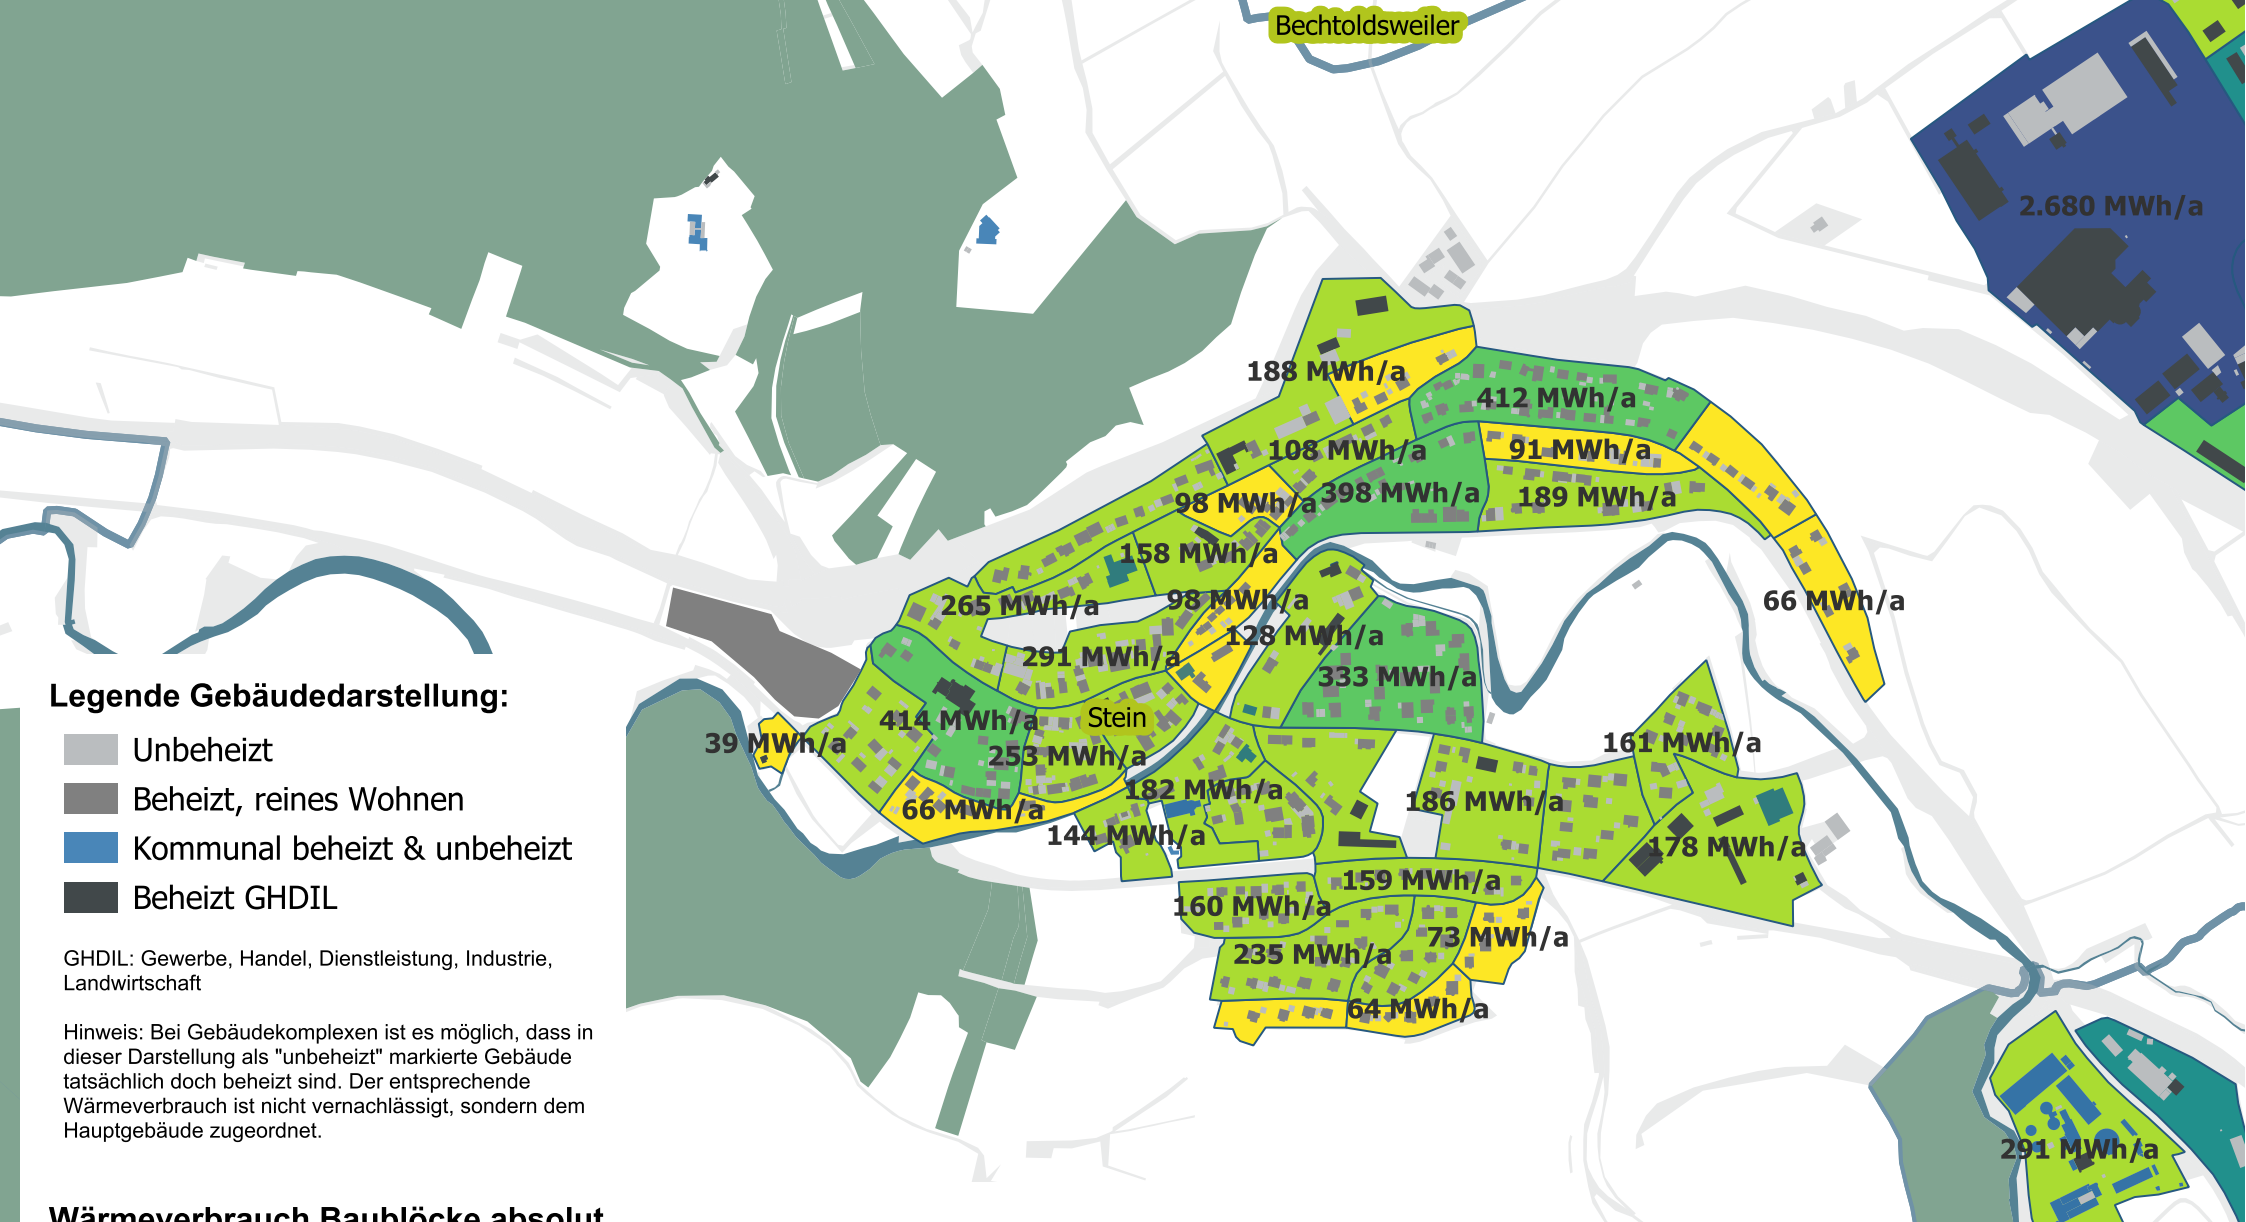 Bechtoldsweiler
2.680 MWh/a
188 MWh/a
412 MWh/a
108 MWh/a
91 MWh/a
398 MWh/a
189 MWh/a
98 MWh/a
158 MWh/a
265 MWh/a
98 MWh/a
66 MWh/a
128 MWh/a
291 MWh/a
333 MWh/a
414 MWh/a
Stein
39 MWh/a
253 MWh/a
161 MWh/a
182 MWh/a
186 MWh/a
66 MWh/a
144 MWh/a
178 MWh/a
159 MWh/a
160 MWh/a
73 MWh/a
235 MWh/a
64 MWh/a
291 MWh/a
Legende Gebäudedarstellung:
Unbeheizt
Beheizt, reines Wohnen
Kommunal beheizt & unbeheizt
Beheizt GHDIL
GHDIL: Gewerbe, Handel, Dienstleistung, Industrie,
Landwirtschaft
Hinweis: Bei Gebäudekomplexen ist es möglich, dass in
dieser Darstellung als "unbeheizt" markierte Gebäude
tatsächlich doch beheizt sind. Der entsprechende
Wärmeverbrauch ist nicht vernachlässigt, sondern dem
Hauptgebäude zugeordnet.
Wärmeverbrauch Baublöcke absolut